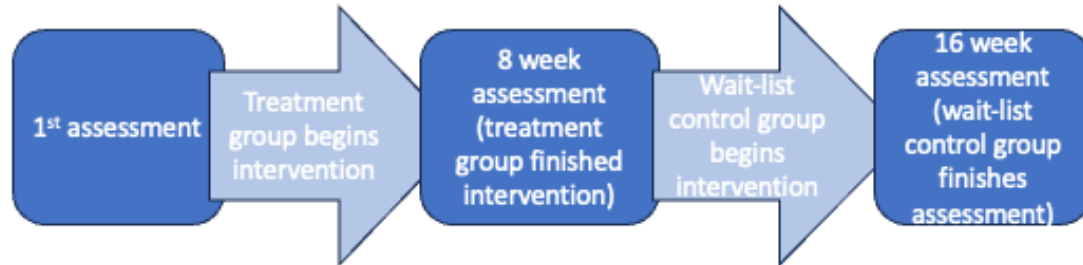 1st assessment
Treatment
group begins
intervention
8 week
assessment
(treatment
group finished
intervention)
Wait-list
control group
begins
intervention
16 week
assessment
(wait-list
control group
finishes
assessment)